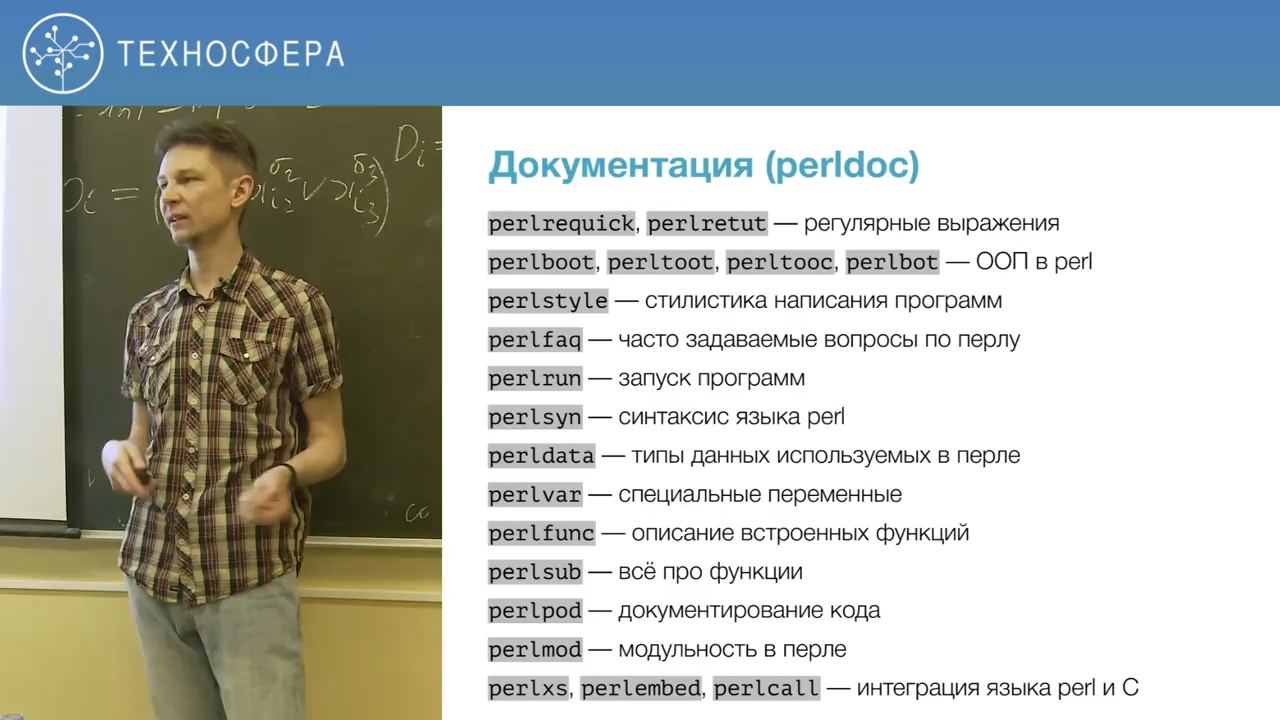 ТЕХНОСФЕРА
Документация (perldoc)
perlrequick, perlretut — регулярные выражения
perlboot, perltoot, perltooc, perlbot — ООП в perl
perlstyle — стилистика написания программ
perlfaq — часто задаваемые вопросы по перлу
perlrun — запуск программ
perlsyn — синтаксис языка perl
perldata — типы данных используемых в перле
perlvar — специальные переменные
perlfunc — описание встроенных функций
perlsub — всё про функции
perlpod — документирование кода
perlmod — модульность в перле
perlxs, perlembed, perlcall — интеграция языка perl и C